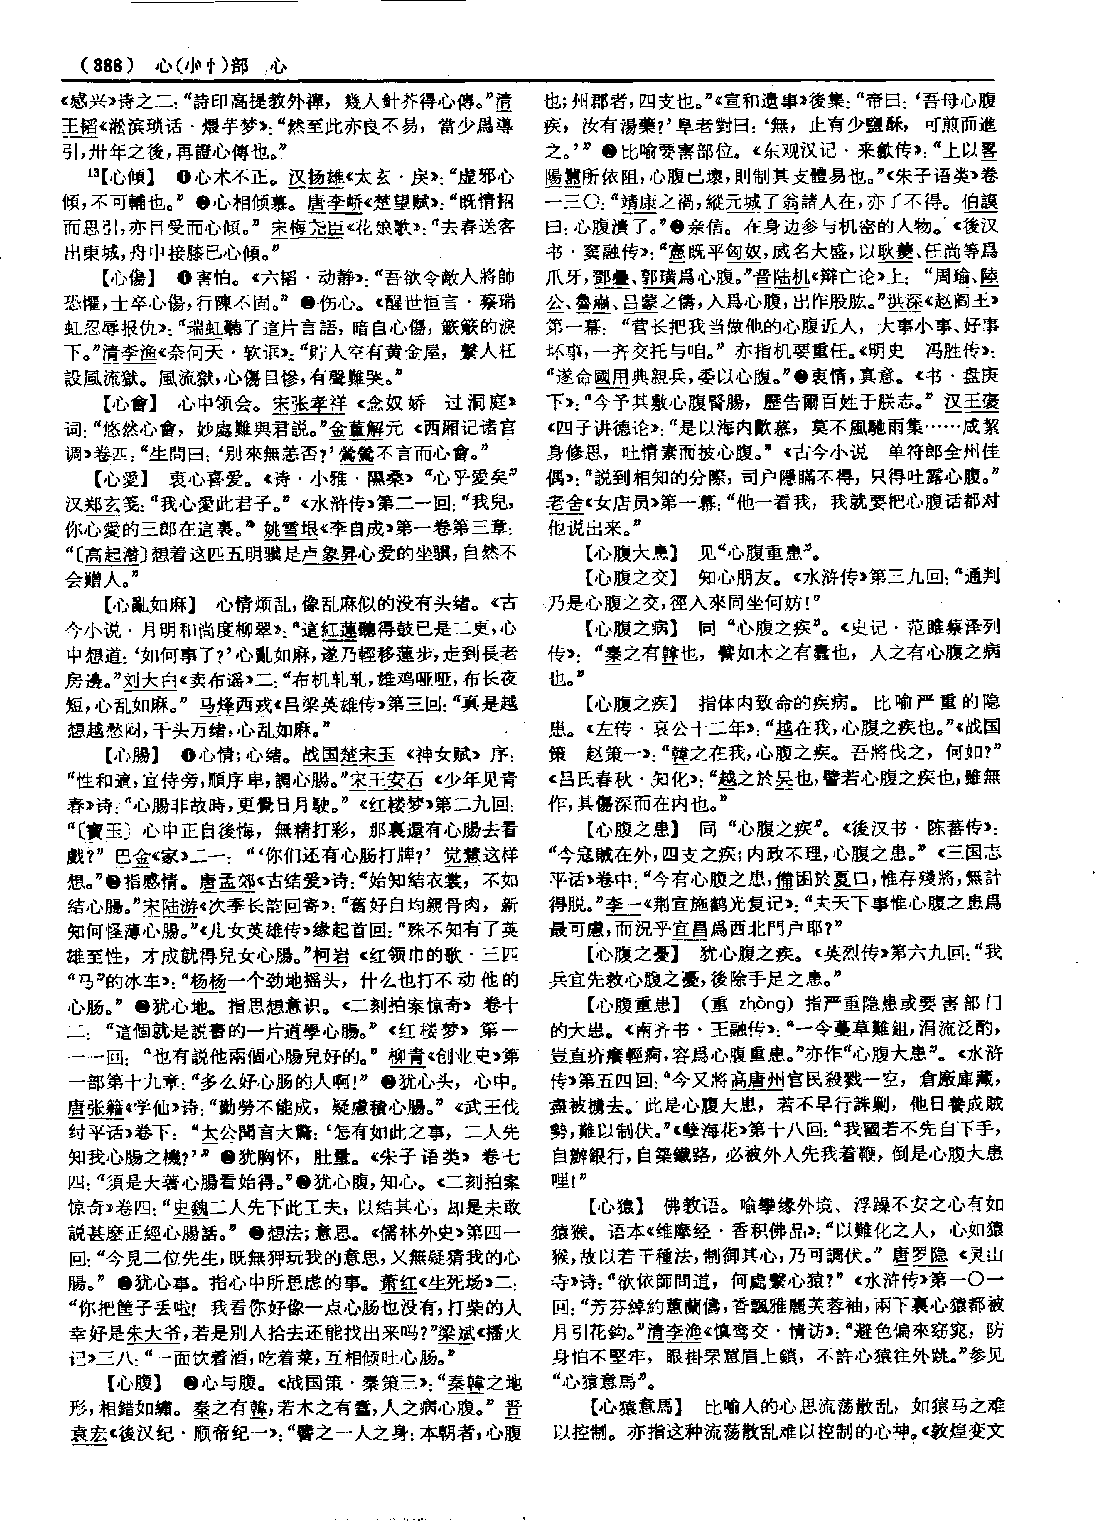 (388) 心(小忄)部 心
《感兴》诗之二:“詩印高提教外禪，幾人針芥得心傳。”清
王韬《淞滨琐话·煨芋梦》:“然至此亦良不易，當少爲導
引,卅年之後,再證心傳也。”
13【心傾】 ❶心术不正。汉扬雄《太玄·戾》:“虚邪心
傾,不可輔也。” ❷心相倾慕。唐李峤《楚望赋》:“既情招
而思引,亦目受而心傾。” 宋梅尧臣《花娘歌》:“去春送客
出東城,舟中接膝已心傾。”
【心傷】 ❶害怕。《六韬·动静》:“吾欲令敵人將帥
恐懼,士卒心傷,行陳不固。” ❷伤心。《醒世恒言·蔡瑞
虹忍辱报仇》:“瑞虹聽了這片言語，暗自心傷，簌簌的淚
下。”清李渔《奈何天·软诓》:“貯人空有黄金屋，繫人枉
設風流獄。風流獄,心傷目慘,有聲難哭。”
【心會】 心中领会。宋张孝祥《念奴娇 过洞庭》
词:“悠然心會，妙處難與君説。”金董解元《西厢记诸宫
调》卷四:“生問曰:‘别來無恙否?’鶯鶯不言而心會。”
【心愛】 衷心喜爱。《诗·小雅·隰桑》“心乎愛矣”
汉郑玄笺:“我心愛此君子。” 《水浒传》第二一回:“我兒，
你心愛的三郎在這裏。” 姚雪垠《李自成》第一卷第三章:
“〔高起潜〕想着这匹五明骥是卢象昇心爱的坐骥,自然不
会赠人。”
【心亂如麻】 心情烦乱,像乱麻似的没有头绪。《古
今小说·月明和尚度柳翠》:“這紅蓮聽得鼓已是二更,心
中想道:‘如何事了?’心亂如麻,遂乃輕移蓮步,走到長老
房邊。”刘大白《卖布谣》二:“布机轧轧,雄鸡哑哑,布长夜
短,心乱如麻。” 马烽西戎《吕梁英雄传》第三回:“真是越
想越愁闷,千头万绪,心乱如麻。”
【心腸】 ❶心情;心绪。战国楚宋玉《神女赋》序:
“性和適,宜侍旁,順序卑,調心腸。”宋王安石《少年见青
春》诗:“心腸非故時,更覺日月駛。” 《红楼梦》第二九回:
“〔寶玉〕心中正自後悔，無精打彩，那裏還有心腸去看
戲?” 巴金《家》二一: “‘你们还有心肠打牌?’觉慧这样
想。”❷指感情。唐孟郊《古结爱》诗:“始知結衣裳，不如
結心腸。”宋陆游《次季长韵回寄》:“舊好自均親骨肉，新
知何怪薄心腸。”《儿女英雄传》缘起首回:“殊不知有了英
雄至性，才成就得兒女心腸。”柯岩《红领巾的歌·三匹
“马”的冰车》:“杨杨一个劲地摇头，什么也打不动他的
心肠。” ❸犹心地。指思想意识。《二刻拍案惊奇》卷十
二: “這個就是説書的一片道學心腸。” 《红楼梦》第一
一一回: “也有説他兩個心腸兒好的。” 柳青《创业史》第
一部第十九章:“多么好心肠的人啊!” ❹犹心头，心中。
唐张籍《学仙》诗:“勤勞不能成，疑慮積心腸。” 《武王伐
纣平话》卷下: “太公聞言大驚:‘怎有如此之事，二人先
知我心腸之機?’” ❺犹胸怀，肚量。《朱子语类》卷七
四:“須是大著心腸看始得。”❻犹心腹,知心。《二刻拍案
惊奇》卷四:“史魏二人先下此工夫，以結其心，却是未敢
説甚麽正經心腸話。” ❼想法;意思。《儒林外史》第四一
回:“今見二位先生,既無狎玩我的意思,又無疑猜我的心
腸。” ❽犹心事。指心中所思虑的事。萧红《生死场》二:
“你把筐子丢啦! 我看你好像一点心肠也没有,打柴的人
幸好是朱大爷,若是别人拾去还能找出来吗?”梁斌《播火
记》三八:“一面饮着酒,吃着菜,互相倾吐心肠。”
【心腹】 ❶心与腹。《战国策·秦策三》:“秦韓之地
形,相錯如繡。秦之有韓,若木之有蠹,人之病心腹。” 晋
袁宏《後汉纪·顺帝纪一》:“譬之一人之身:本朝者,心腹
也;州郡者,四支也。”《宣和遗事》後集:“帝曰:‘吾母心腹
疾，汝有湯藥?’阜老對曰:‘無，止有少鹽酥，可煎而進
之。’” ❷比喻要害部位。《东观汉记·来歙传》:“上以畧
陽囂所依阻,心腹已壞,則制其支體易也。”《朱子语类》卷
一三〇:“靖康之禍,縱元城了翁諸人在,亦了不得。伯謨
曰:心腹潰了。”❸亲信。在身边参与机密的人物。《後汉
书·窦融传》:“憲既平匈奴,威名大盛,以耿夔、任尚等爲
爪牙,鄧疊、郭璜爲心腹。”晋陆机《辩亡论》上: “周瑜、陸
公、魯肅、吕蒙之儔,入爲心腹,出作股肱。”洪深《赵阎王》
第一幕: “营长把我当做他的心腹近人，大事小事、好事
坏事,一齐交托与咱。” 亦指机要重任。《明史 冯胜传》:
“遂命國用典親兵,委以心腹。”❹衷情,真意。《书·盘庚
下》:“今予其敷心腹腎腸，歷告爾百姓于朕志。” 汉王褒
《四子讲德论》:“是以海内歡慕，莫不風馳雨集……咸絜
身修思，吐情素而披心腹。” 《古今小说 单符郎全州佳
偶》:“説到相知的分際，司户隱瞞不得，只得吐露心腹。”
老舍《女店员》第一幕:“他一看我，我就要把心腹话都对
他说出来。”
【心腹大患】 见“心腹重患”。
【心腹之交】 知心朋友。《水浒传》第三九回:“通判
乃是心腹之交,徑入來同坐何妨!”
【心腹之病】 同“心腹之疾”。《史记·范雎蔡泽列
传》: “秦之有韓也，譬如木之有蠹也，人之有心腹之病
也。”
【心腹之疾】 指体内致命的疾病。比喻严重的隐
患。《左传·哀公十一年》:“越在我,心腹之疾也。”《战国
策 赵策一》:“韓之在我,心腹之疾。吾將伐之，何如?”
《吕氏春秋·知化》:“越之於吴也,譬若心腹之疾也,雖無
作,其傷深而在内也。”
【心腹之患】 同“心腹之疾”。《後汉书·陈蕃传》:
“今寇賊在外,四支之疾;内政不理,心腹之患。” 《三国志
平话》卷中:“今有心腹之患,備困於夏口,惟存殘將,無計
得脱。”李一《荆宜施鹤光复记》:“夫天下事惟心腹之患爲
最可慮,而況乎宜昌爲西北門户耶?”
【心腹之憂】 犹心腹之疾。《英烈传》第六九回:“我
兵宜先救心腹之憂,後除手足之患。”
【心腹重患】（重 zhòng）指严重隐患或要害部门
的大患。《南齐书·王融传》:“一令蔓草難鉏,涓流泛酌,
豈直疥癢輕痾,容爲心腹重患。”亦作“心腹大患”。《水浒
传》第五四回:“今又將高唐州官民殺戮一空，倉廒庫藏，
盡被擄去。此是心腹大患，若不早行誅剿，他日養成賊
勢,難以制伏。”《孽海花》第十八回:“我國若不先自下手，
自辦銀行,自築鐵路，必被外人先我着鞭，倒是心腹大患
哩!”
【心猿】 佛教语。喻攀缘外境、浮躁不安之心有如
猿猴。语本《维摩经·香积佛品》:“以難化之人，心如猿
猴,故以若干種法,制御其心,乃可調伏。” 唐罗隐《灵山
寺》诗:“欲依師問道，何處繫心猿?” 《水浒传》第一〇一
回:“芳芬綽約蕙蘭儔,香飄雅麗芙蓉袖,兩下裏心猿都被
月引花鈎。”清李渔《慎鸾交·情访》:“避色偏來窈窕，防
身怕不堅牢，眼掛罘罳眉上鎖，不許心猿往外跳。”参见
“心猿意馬”。
【心猿意馬】 比喻人的心思流荡散乱，如猿马之难
以控制。亦指这种流荡散乱难以控制的心神。《敦煌变文